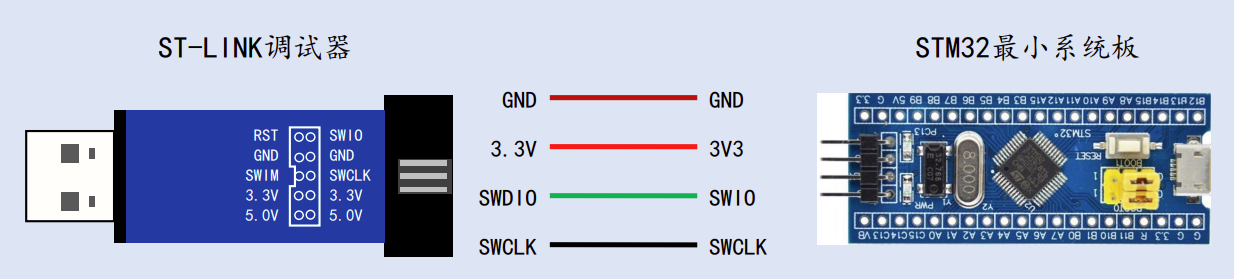 ST-LINK调试器
STM32最小系统板
RST SWIO
GND GND
SWIM SWCLK
3.3V 3.3V
5.0V 5.0V
GND GND
3.3V 3V3
SWDIO SWIO
SWCLK SWCLK
3.3 G 5V B9 B8 B7 B6 B5 B4 B3 A15 A12 A11 A10 A9 A8 B15 B14 B13 B12
PC13
STM32
RESET
BOOT1
8.000
PWR
Y1
Y2
U2
BOOT0
VB C13 C14 C15 A0 A1 A2 A3 A4 A5 A6 A7 B0 B1 B10 B11 R 3.3 G G